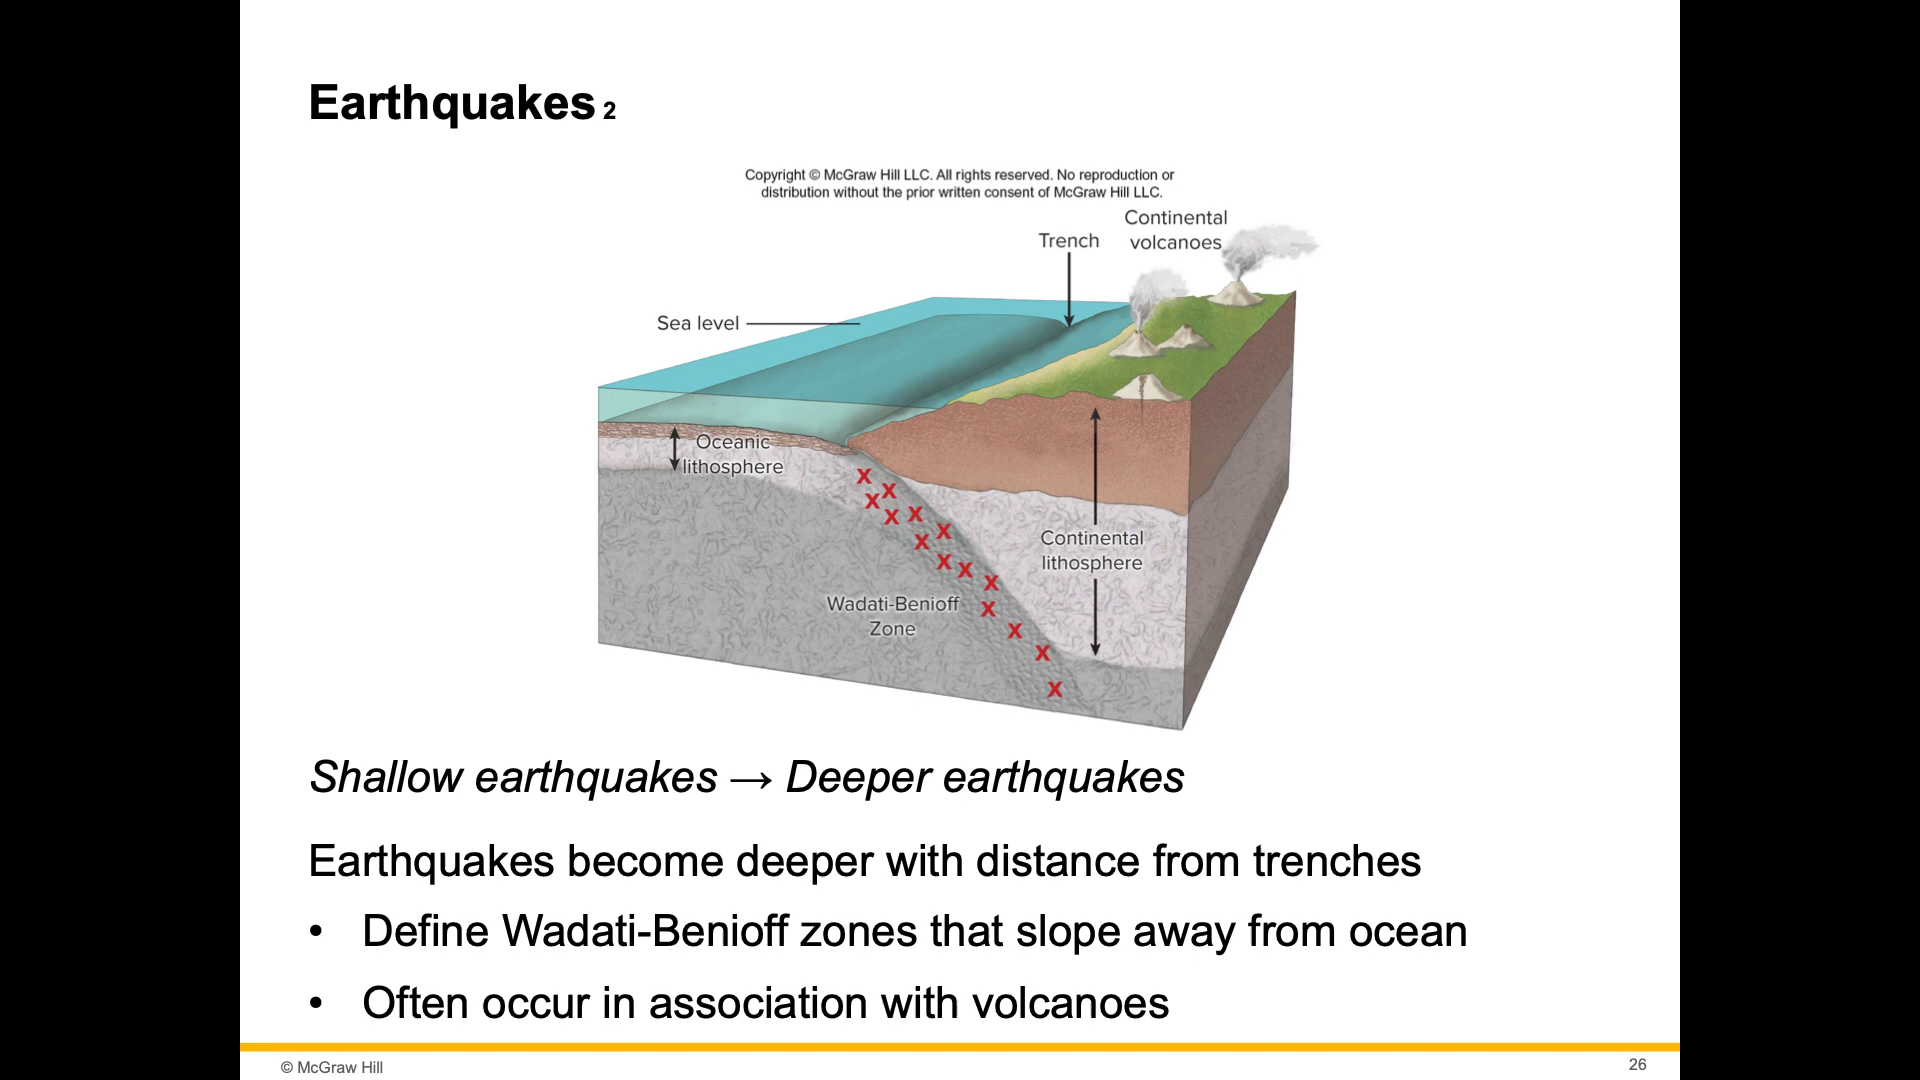 Earthquakes 2
Copyright © McGraw Hill LLC. All rights reserved. No reproduction or
distribution without the prior written consent of McGraw Hill LLC.
Continental
volcanoes
Trench
Sea level
Oceanic
lithosphere
Continental
lithosphere
Wadati-Benioff
Zone
x x x x x x x x x x x x x x
Shallow earthquakes → Deeper earthquakes
Earthquakes become deeper with distance from trenches
• Define Wadati-Benioff zones that slope away from ocean
• Often occur in association with volcanoes
© McGraw Hill
26